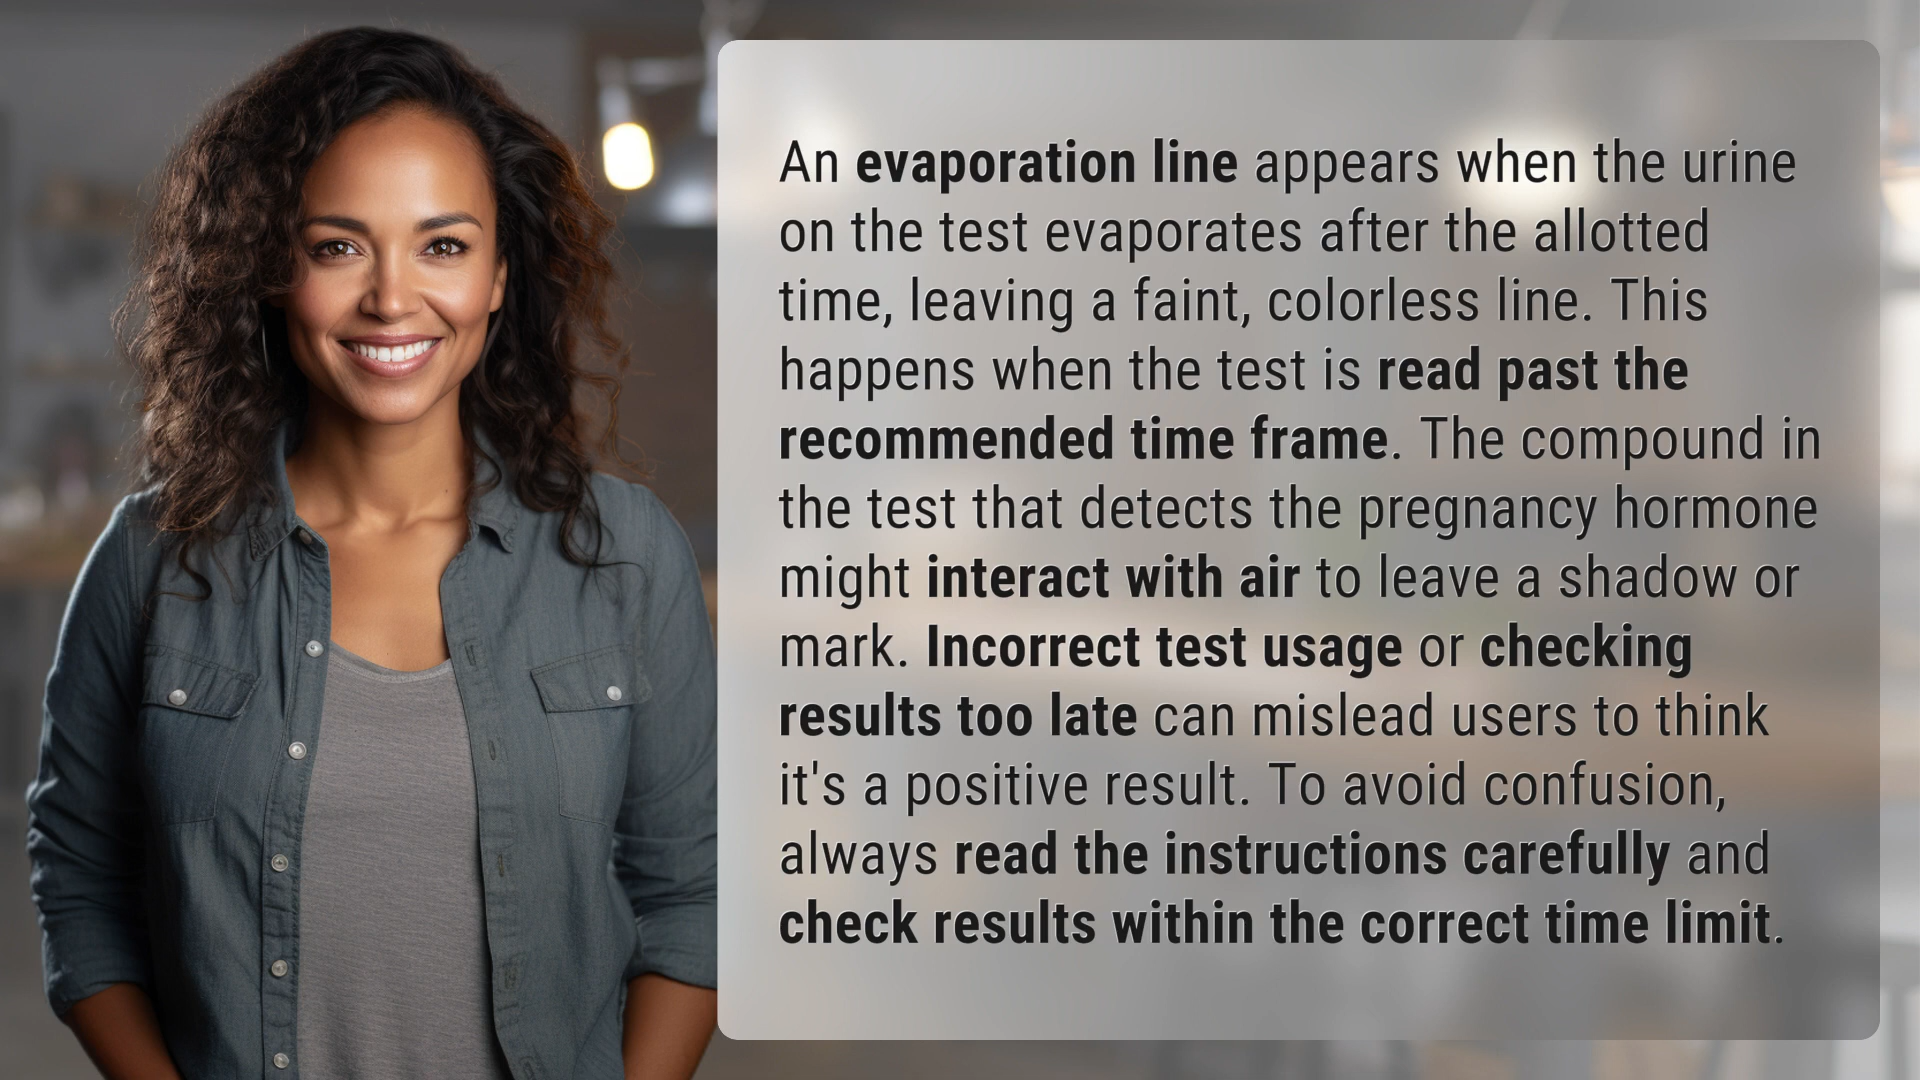 An evaporation line appears when the urine
on the test evaporates after the allotted
time, leaving a faint, colorless line. This
happens when the test is read past the
recommended time frame. The compound in
the test that detects the pregnancy hormone
might interact with air to leave a shadow or
mark. Incorrect test usage or checking
results too late can mislead users to think
it's a positive result. To avoid confusion,
always read the instructions carefully and
check results within the correct time limit.